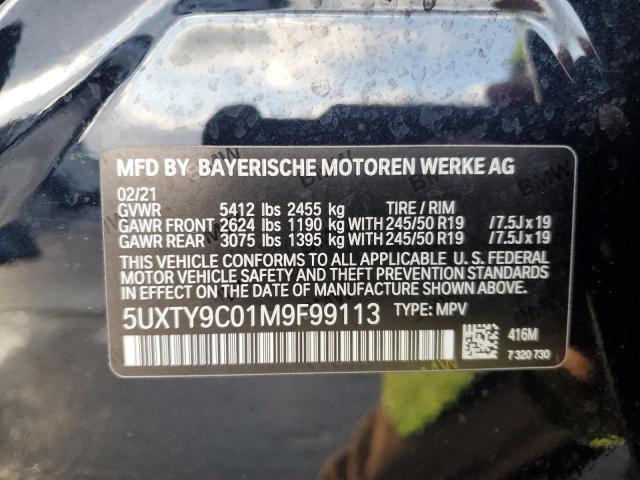 MFD BY: BAYERISCHE MOTOREN WERKE AG
02/21
GVWR 5412 lbs 2455 kg TIRE / RIM
GAWR FRONT 2624 lbs 1190 kg WITH 245/50 R19 /7.5J x 19
GAWR REAR 3075 lbs 1395 kg WITH 245/50 R19 /7.5J x 19
THIS VEHICLE CONFORMS TO ALL APPLICABLE U. S. FEDERAL
MOTOR VEHICLE SAFETY AND THEFT PREVENTION STANDARDS
IN EFFECT ON THE DATE OF MANUFACTURE SHOWN ABOVE.
5UXTY9C01M9F99113 TYPE: MPV
416M
7 320 730